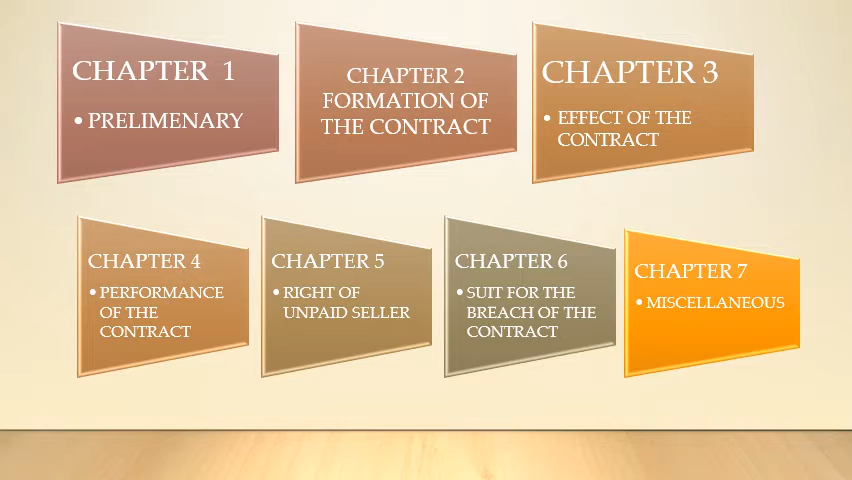 CHAPTER  1
• PRELIMENARY
CHAPTER 2
FORMATION OF
THE CONTRACT
CHAPTER 3
• EFFECT OF THE
CONTRACT
CHAPTER 4
• PERFORMANCE
OF THE
CONTRACT
CHAPTER 5
• RIGHT OF
UNPAID SELLER
CHAPTER 6
• SUIT FOR THE
BREACH OF THE
CONTRACT
CHAPTER 7
• MISCELLANEOUS